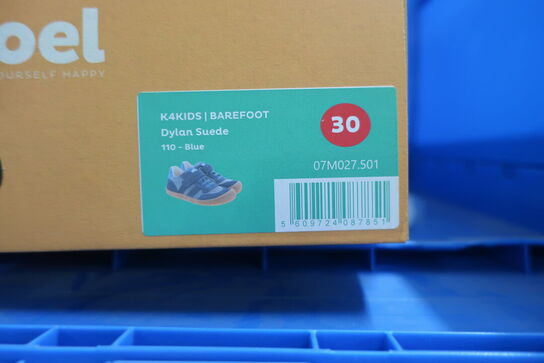 oel
OURSELF HAPPY
K4KIDS | BAREFOOT
Dylan Suede
110 - Blue
30
07M027.501
5 609724 087851